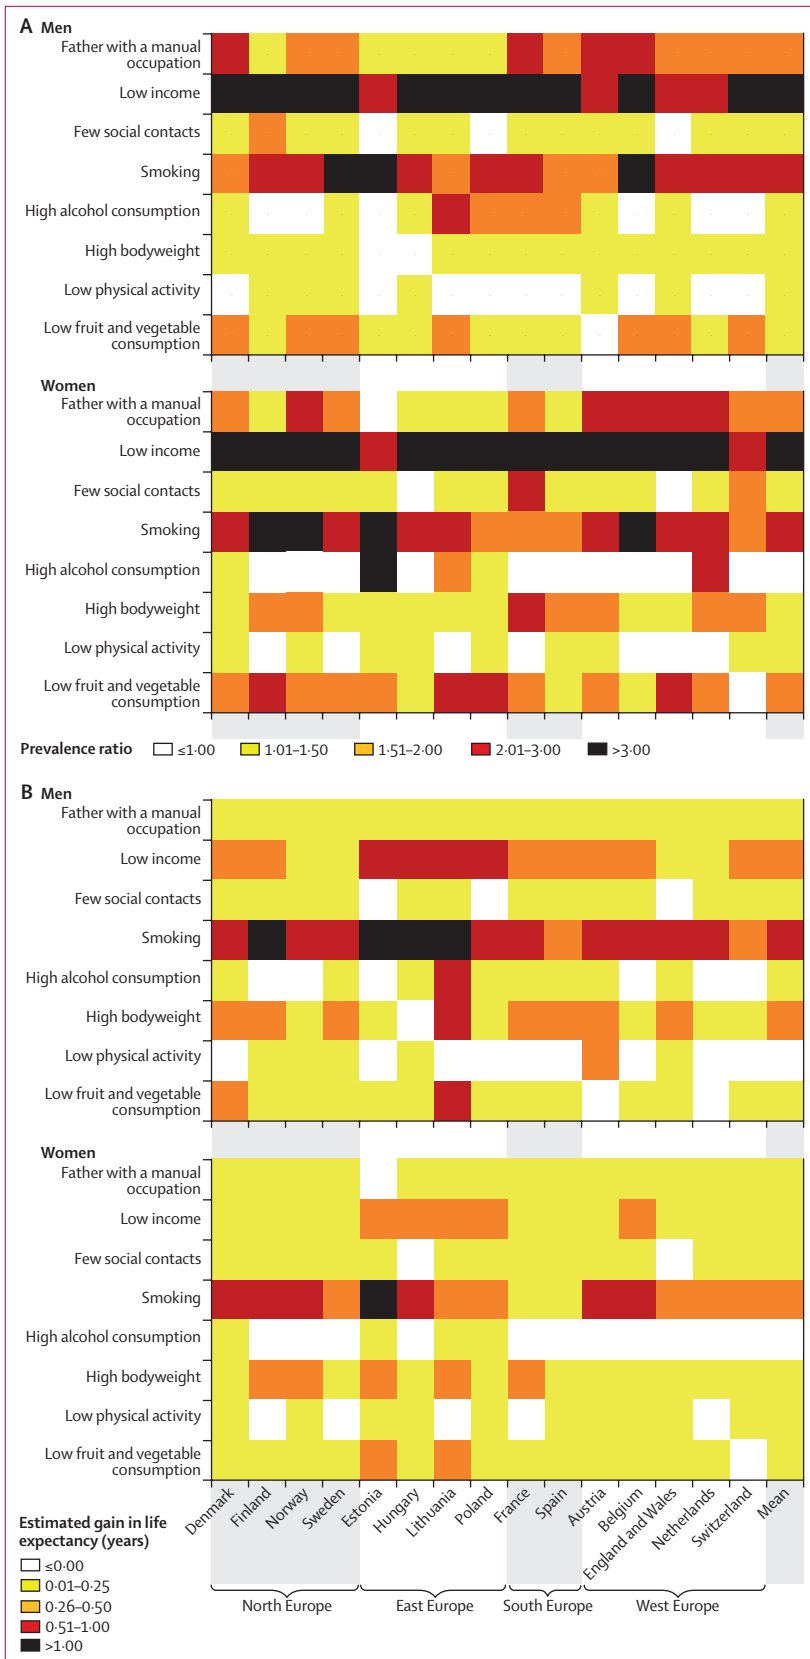 A Men
Father with a manual
occupation
Low income
Few social contacts
Smoking
High alcohol consumption
High bodyweight
Low physical activity
Low fruit and vegetable
consumption
Women
Father with a manual
occupation
Low income
Few social contacts
Smoking
High alcohol consumption
High bodyweight
Low physical activity
Low fruit and vegetable
consumption
Prevalence ratio ≤1·00 1·01–1·50 1·51–2·00 2·01–3·00 >3·00
B Men
Father with a manual
occupation
Low income
Few social contacts
Smoking
High alcohol consumption
High bodyweight
Low physical activity
Low fruit and vegetable
consumption
Women
Father with a manual
occupation
Low income
Few social contacts
Smoking
High alcohol consumption
High bodyweight
Low physical activity
Low fruit and vegetable
consumption
Denmark
Finland
Norway
Sweden
Estonia
Hungary
Lithuania
Poland
France
Spain
Austria
Belgium
England and Wales
Netherlands
Switzerland
Mean
Estimated gain in life
expectancy (years)
≤0·00
0·01–0·25
0·26–0·50
0·51–1·00
>1·00
North Europe East Europe South Europe West Europe